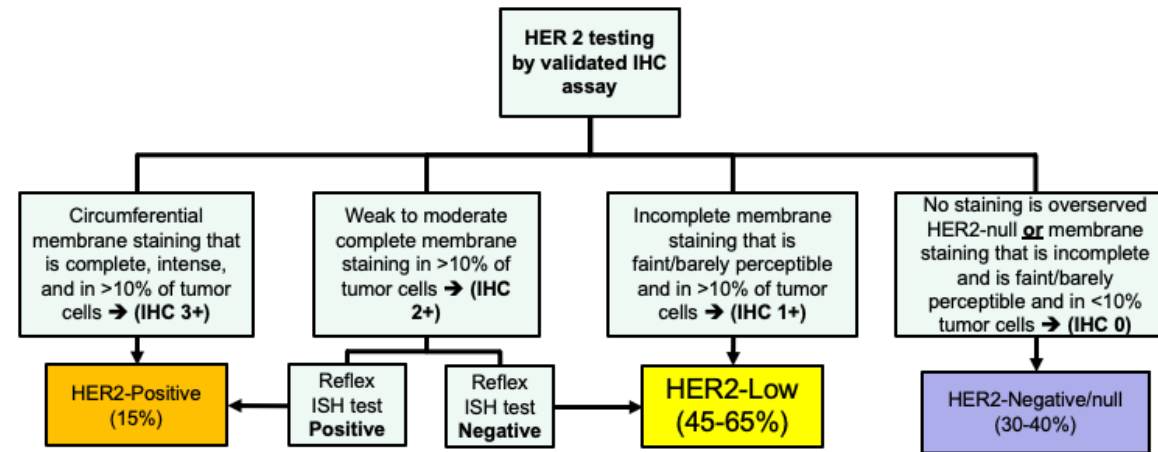 HER 2 testing
by validated IHC
assay
Circumferential
membrane staining that
is complete, intense,
and in >10% of tumor
cells ➔ (IHC 3+)
Weak to moderate
complete membrane
staining in >10% of
tumor cells ➔ (IHC
2+)
Incomplete membrane
staining that is
faint/barely perceptible
and in >10% of tumor
cells ➔ (IHC 1+)
No staining is overserved
HER2-null or membrane
staining that is incomplete
and is faint/barely
perceptible and in <10%
tumor cells ➔ (IHC 0)
HER2-Positive
(15%)
Reflex
ISH test
Positive
Reflex
ISH test
Negative
HER2-Low
(45-65%)
HER2-Negative/null
(30-40%)